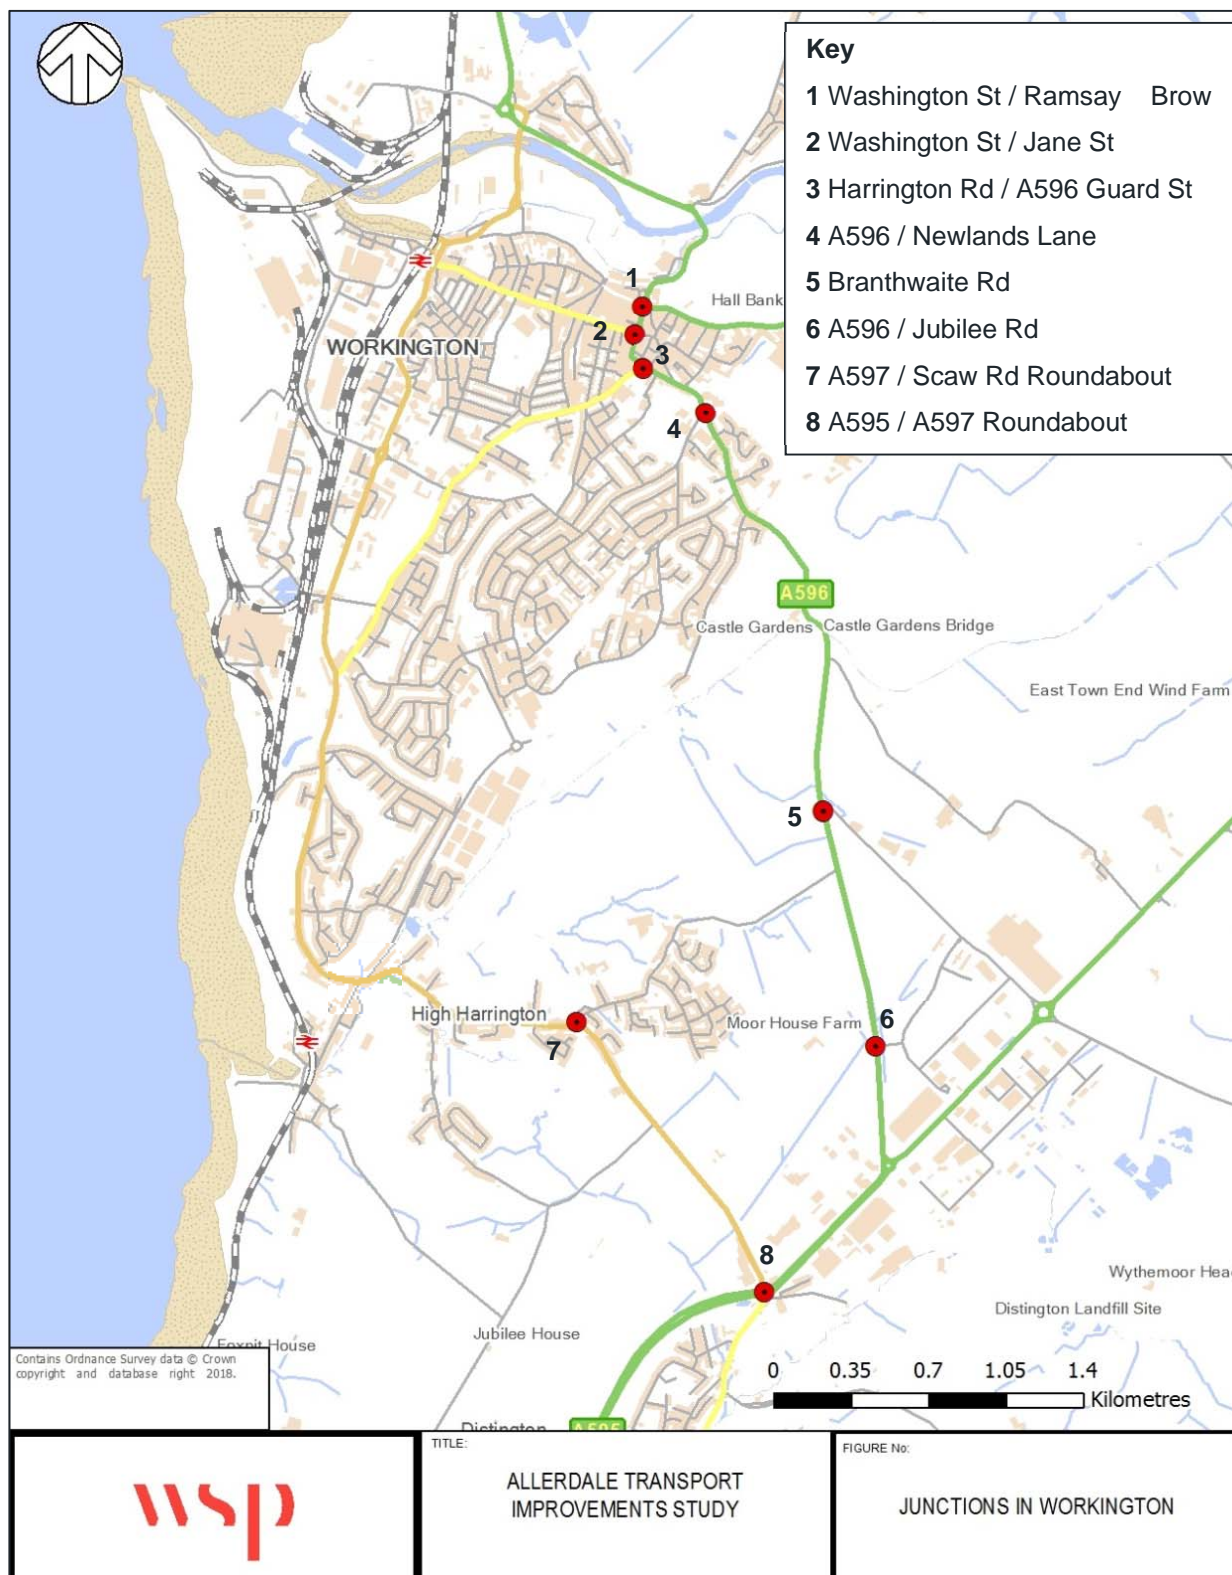 Key
1 Washington St / Ramsay Brow
2 Washington St / Jane St
3 Harrington Rd / A596 Guard St
4 A596 / Newlands Lane
5 Branthwaite Rd
6 A596 / Jubilee Rd
7 A597 / Scaw Rd Roundabout
8 A595 / A597 Roundabout
1
Hall Bank
2
WORKINGTON
3
4
A596
Castle Gardens
Castle Gardens Bridge
East Town End Wind Farm
5
High Harrington
Moor House Farm
6
7
8
Wythemoor Hea
Distington Landfill Site
Jubilee House
Foxpit House
Contains Ordnance Survey data © Crown
copyright and database right 2018.
0 0.35 0.7 1.05 1.4
Kilometres
Distington
A595
wsp
TITLE:
ALLERDALE TRANSPORT
IMPROVEMENTS STUDY
FIGURE No:
JUNCTIONS IN WORKINGTON